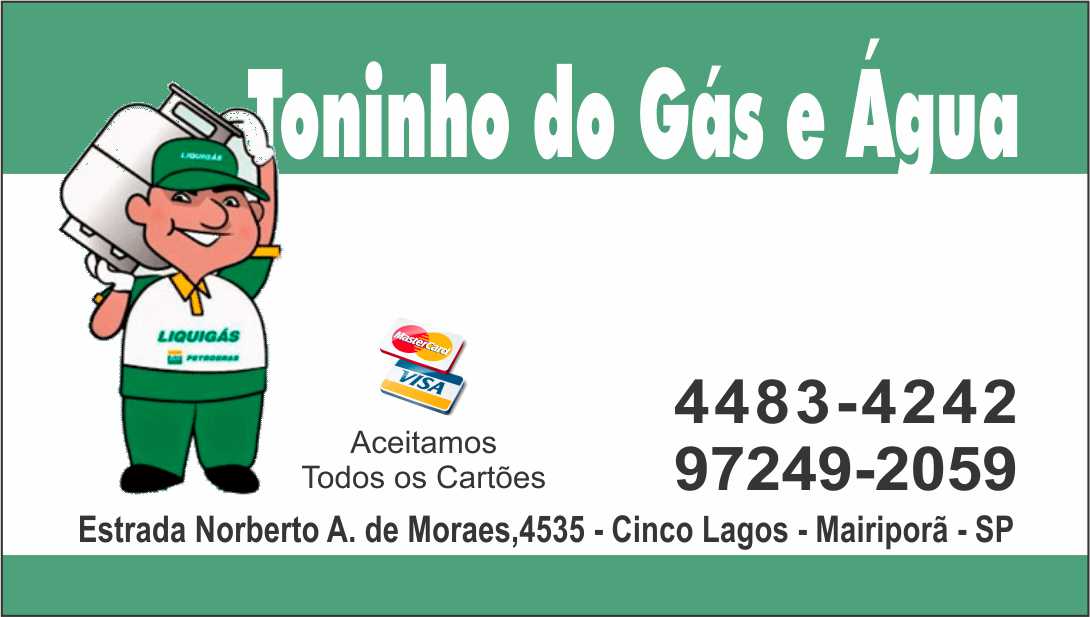 Toninho do Gás e Água
LIQUIGÁS
LIQUIGÁS
PETROBRAS
MasterCard
VISA
Aceitamos
Todos os Cartões
4483-4242
97249-2059
Estrada Norberto A. de Moraes,4535 - Cinco Lagos - Mairiporã - SP